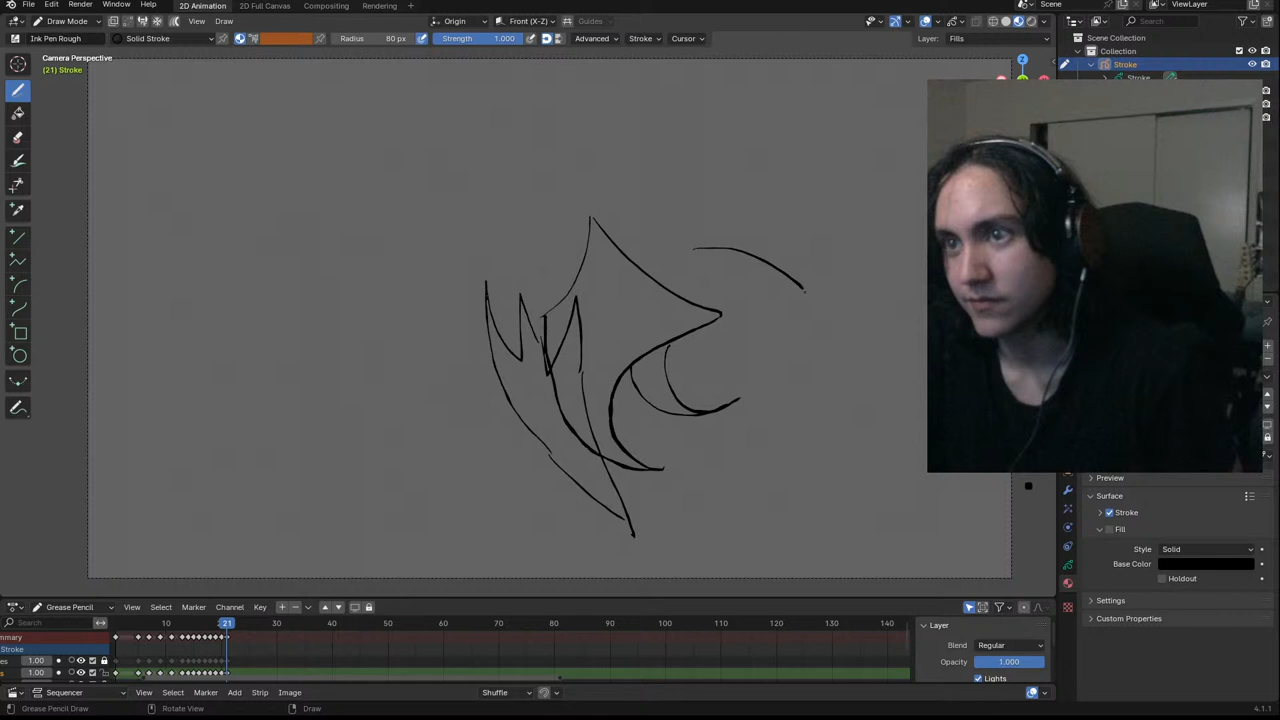 File Edit Render Window Help 2D Animation 2D Full Canvas Compositing Rendering Scene ViewLayer
Draw Mode View Draw Origin Front (X-Z) Guides
Ink Pen Rough Solid Stroke Radius 80 px Strength 1.000 Advanced Stroke Cursor Layer: Fills
Scene Collection
Collection
Stroke
Stroke
Camera Perspective
(21) Stroke
Z
Preview
Surface
Stroke
Fill
Style Solid
Base Color
Holdout
Settings
Custom Properties
Grease Pencil View Select Marker Channel Key
Search 10 21 30 40 50 60 70 80 90 100 110 120 130 140
mmary
Stroke
es 1.00
s 1.00
Layer
Blend Regular
Opacity 1.000
Lights
Sequencer View Select Marker Add Strip Image Shuffle
Grease Pencil Draw Rotate View Draw 4.1.1